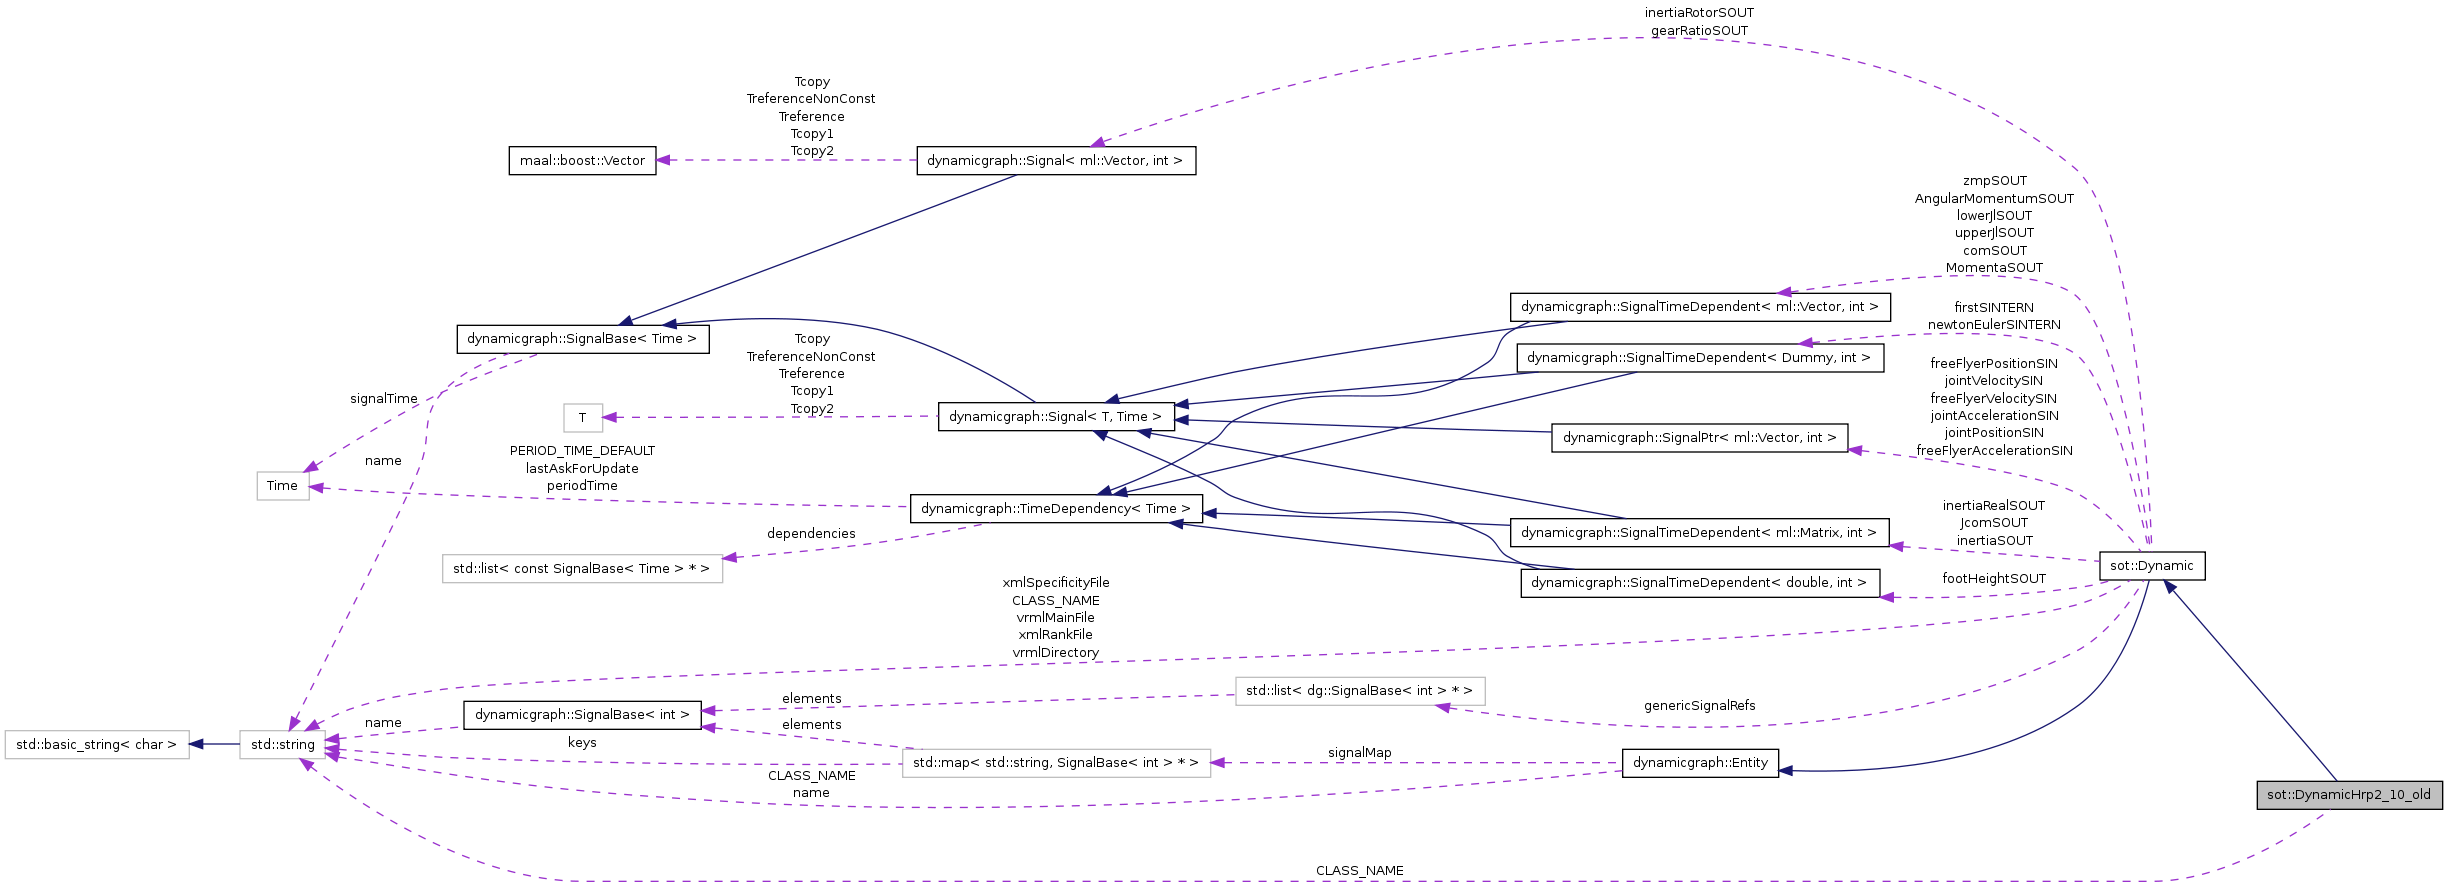 inertiaRotorSOUT
gearRatioSOUT
Tcopy
TreferenceNonConst
Treference
Tcopy1
Tcopy2
maal::boost::Vector
dynamicgraph::Signal< ml::Vector, int >
zmpSOUT
AngularMomentumSOUT
lowerJlSOUT
upperJlSOUT
comSOUT
MomentaSOUT
dynamicgraph::SignalTimeDependent< ml::Vector, int >
firstSINTERN
newtonEulerSINTERN
dynamicgraph::SignalBase< Time >
Tcopy
TreferenceNonConst
Treference
Tcopy1
Tcopy2
dynamicgraph::SignalTimeDependent< Dummy, int >
freeFlyerPositionSIN
jointVelocitySIN
freeFlyerVelocitySIN
jointAccelerationSIN
jointPositionSIN
freeFlyerAccelerationSIN
signalTime
T
dynamicgraph::Signal< T, Time >
dynamicgraph::SignalPtr< ml::Vector, int >
name
PERIOD_TIME_DEFAULT
lastAskForUpdate
periodTime
Time
dynamicgraph::TimeDependency< Time >
inertiaRealSOUT
JcomSOUT
inertiaSOUT
dynamicgraph::SignalTimeDependent< ml::Matrix, int >
dependencies
std::list< const SignalBase< Time > * >
sot::Dynamic
footHeightSOUT
dynamicgraph::SignalTimeDependent< double, int >
xmlSpecificityFile
CLASS_NAME
vrmlMainFile
xmlRankFile
vrmlDirectory
std::list< dg::SignalBase< int > * >
elements
genericSignalRefs
dynamicgraph::SignalBase< int >
name
elements
std::basic_string< char >
std::string
keys
std::map< std::string, SignalBase< int > * >
signalMap
dynamicgraph::Entity
CLASS_NAME
name
sot::DynamicHrp2_10_old
CLASS_NAME